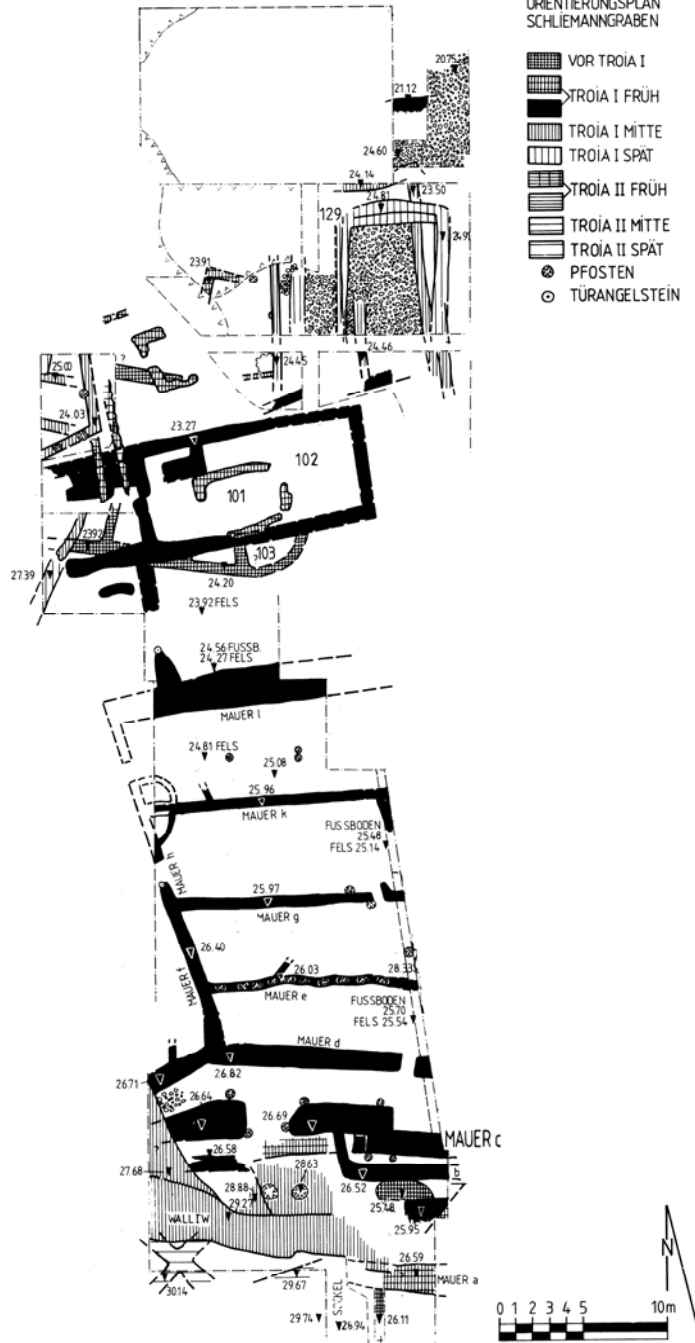 ORIENTIERUNGSPLAN
SCHLIEMANNGRABEN
VOR TROIA I
TROIA I FRÜH
TROIA I MITTE
TROIA I SPÄT
TROIA II FRÜH
TROIA II MITTE
TROIA II SPÄT
PFOSTEN
TÜRANGELSTEIN
20.75
21.12
24.60
24.14
23.50
24.81
129
23.91
24.45
24.46
25.00
?
24.03
23.27
102
101
103
?
24.20
27.39
23.92 FELS
24.56 FUSSB.
24.27 FELS
MAUER l
24.81 FELS
25.08
25.96
MAUER k
FUSSBODEN
25.48
FELS 25.14
MAUER h
25.97
MAUER g
26.40
MAUER f
26.03
28.33
MAUER e
FUSSBODEN
25.70
FELS 25.54
MAUER d
26.82
26.71
26.64
26.69
MAUER c
26.58
27.68
28.63
28.88
26.52
b
29.27
25.48
25.95
WALL IW
26.59
MAUER a
30.14
29.67
SOCKEL
29.74
26.94
26.11
N
0 1 2 3 4 5 10m